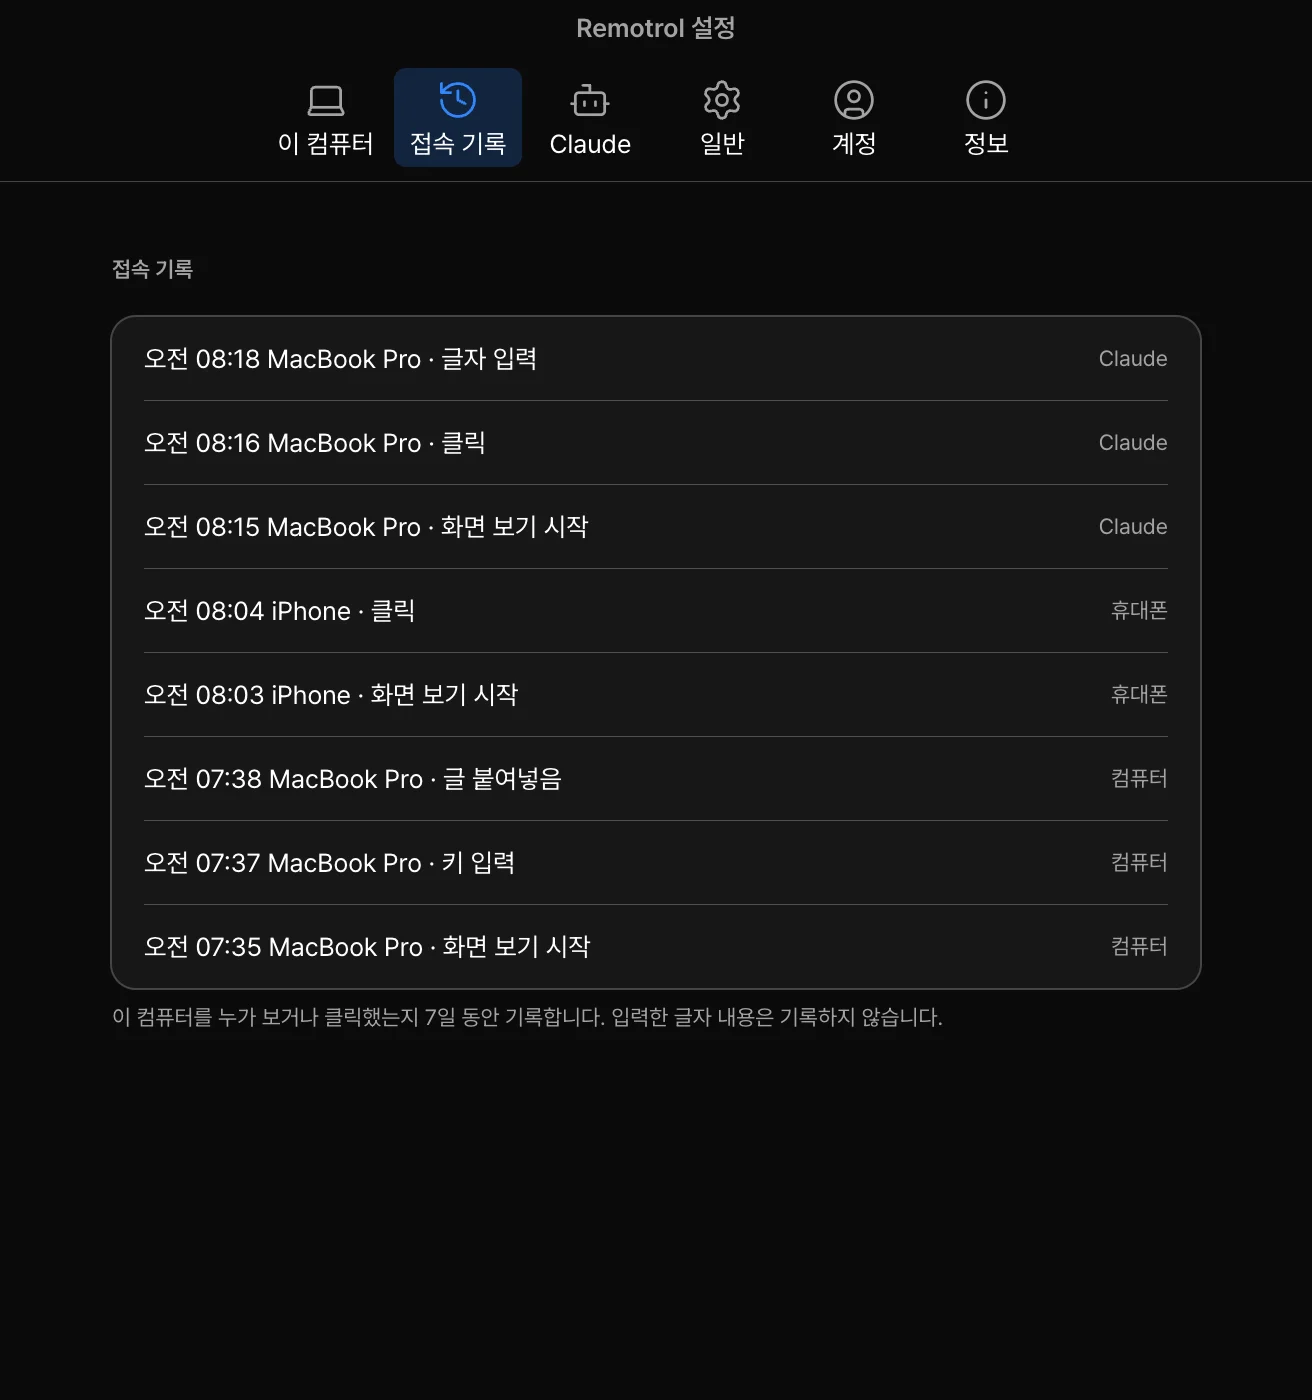 Remotrol 설정
이 컴퓨터
접속 기록
Claude
일반
계정
정보
접속 기록
오전 08:18 MacBook Pro · 글자 입력 Claude
오전 08:16 MacBook Pro · 클릭 Claude
오전 08:15 MacBook Pro · 화면 보기 시작 Claude
오전 08:04 iPhone · 클릭 휴대폰
오전 08:03 iPhone · 화면 보기 시작 휴대폰
오전 07:38 MacBook Pro · 글 붙여넣음 컴퓨터
오전 07:37 MacBook Pro · 키 입력 컴퓨터
오전 07:35 MacBook Pro · 화면 보기 시작 컴퓨터
이 컴퓨터를 누가 보거나 클릭했는지 7일 동안 기록합니다. 입력한 글자 내용은 기록하지 않습니다.